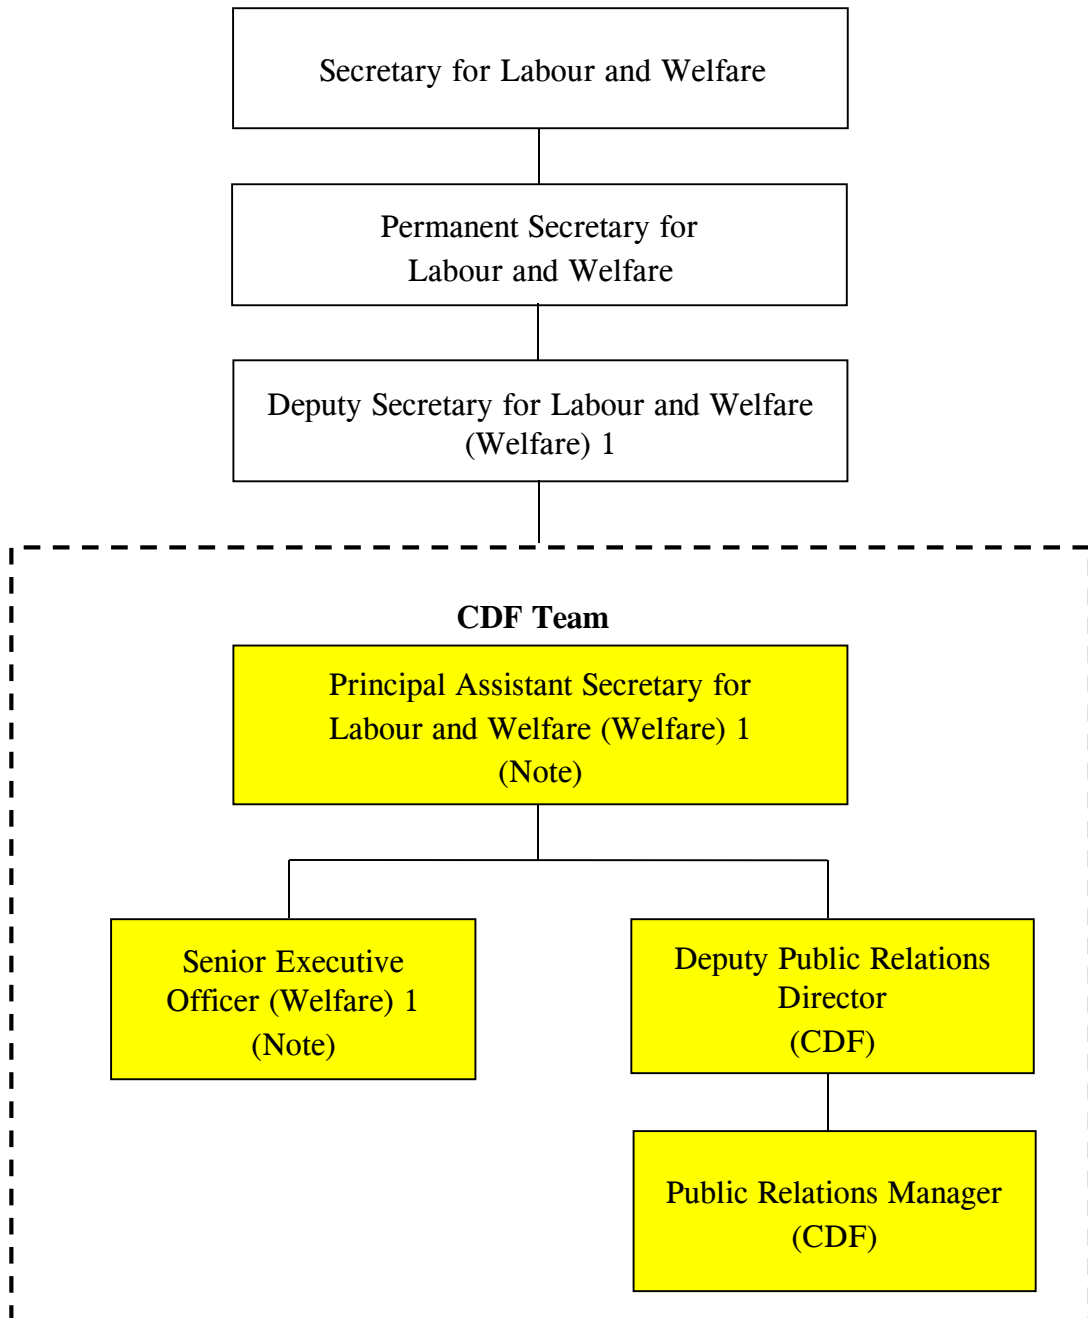 Secretary for Labour and Welfare
Permanent Secretary for
Labour and Welfare
Deputy Secretary for Labour and Welfare
(Welfare) 1
CDF Team
Principal Assistant Secretary for
Labour and Welfare (Welfare) 1
(Note)
Senior Executive
Officer (Welfare) 1
(Note)
Deputy Public Relations
Director
(CDF)
Public Relations Manager
(CDF)